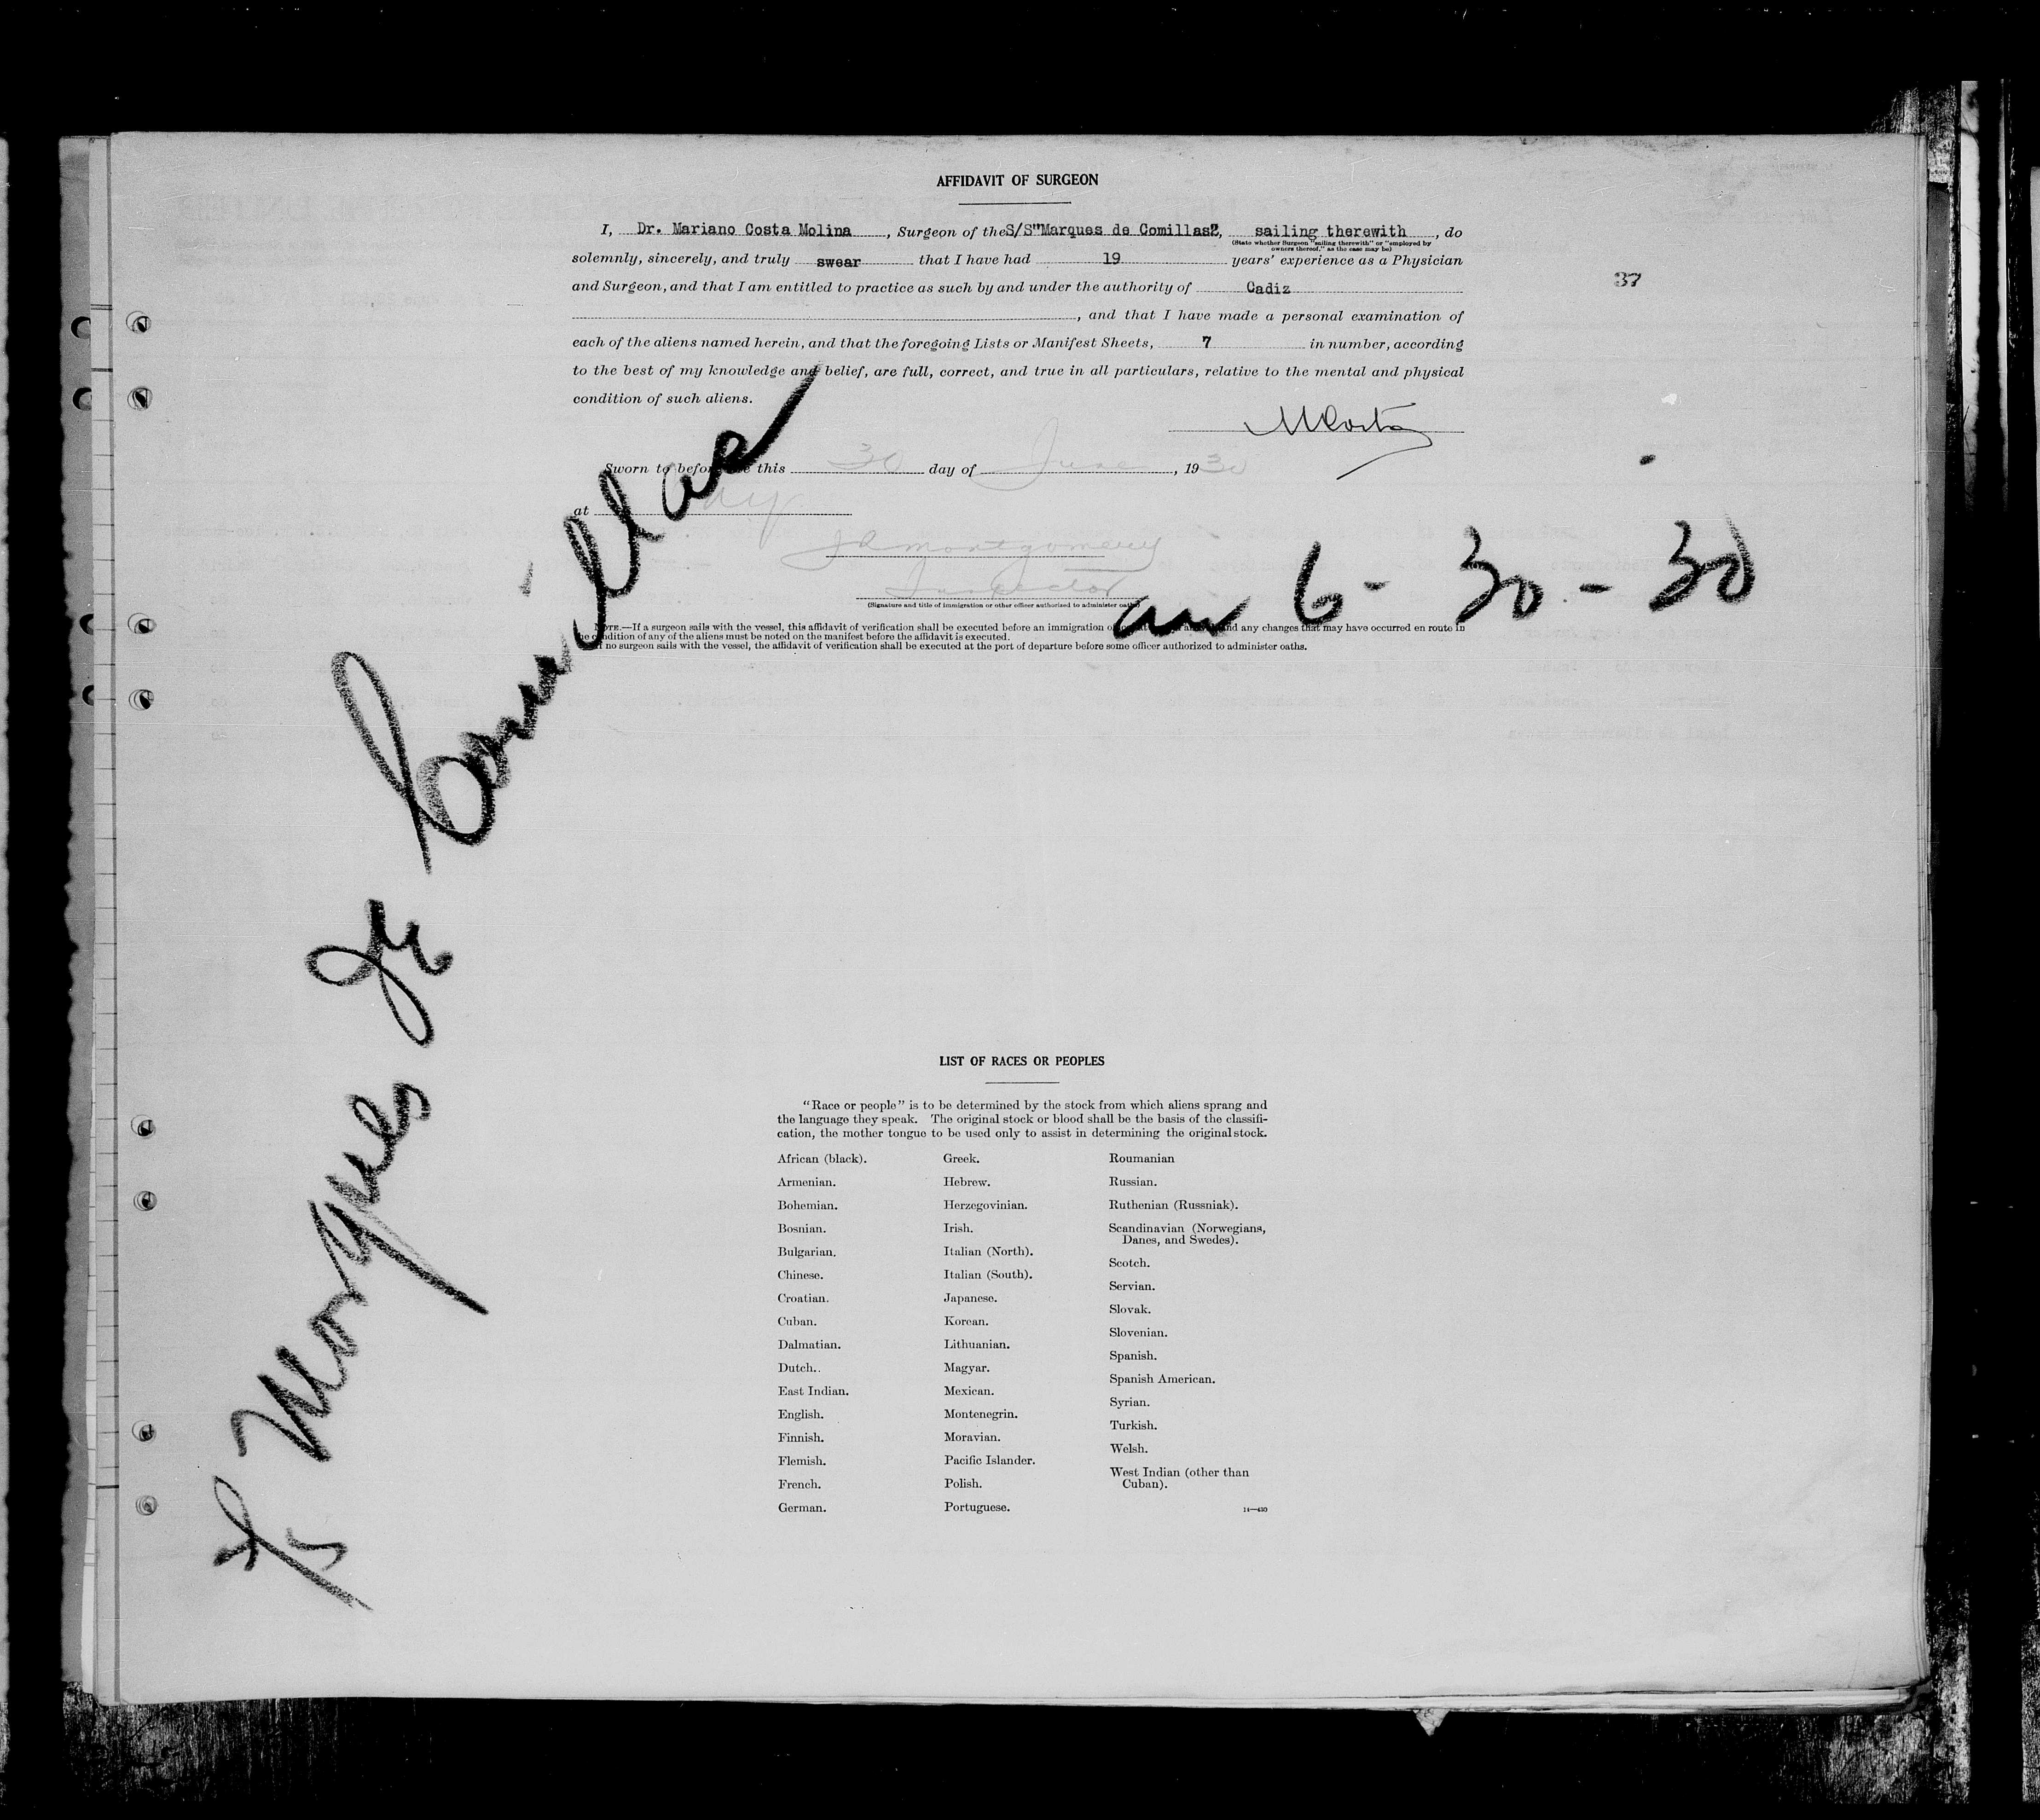 AFFIDAVIT OF SURGEON
I, Dr. Mariano Costa Molina, Surgeon of the S/S"Marques de Comillas", sailing therewith, do
(State whether Surgeon "sailing therewith" or "employed by
owners thereof," as the case may be)
solemnly, sincerely, and truly swear that I have had 19 years' experience as a Physician
37
and Surgeon, and that I am entitled to practice as such by and under the authority of Cadiz
, and that I have made a personal examination of
each of the aliens named herein, and that the foregoing Lists or Manifest Sheets, 7 in number, according
to the best of my knowledge and belief, are full, correct, and true in all particulars, relative to the mental and physical
condition of such aliens.
MCosta
Sworn to before me this 30 day of June, 1930
at NY
JD Montgomery
Inspector
(Signature and title of immigration or other officer authorized to administer oath)
arr 6-30-30
NOTE.—If a surgeon sails with the vessel, this affidavit of verification shall be executed before an immigration and any changes that may have occurred en route in
the condition of any of the aliens must be noted on the manifest before the affidavit is executed.
If no surgeon sails with the vessel, the affidavit of verification shall be executed at the port of departure before some officer authorized to administer oaths.
S/S Marques de Comillas
LIST OF RACES OR PEOPLES
"Race or people" is to be determined by the stock from which aliens sprang and
the language they speak. The original stock or blood shall be the basis of the classifi-
cation, the mother tongue to be used only to assist in determining the original stock.
African (black).
Armenian.
Bohemian.
Bosnian.
Bulgarian.
Chinese.
Croatian.
Cuban.
Dalmatian.
Dutch.
East Indian.
English.
Finnish.
Flemish.
French.
German.
Greek.
Hebrew.
Herzegovinian.
Irish.
Italian (North).
Italian (South).
Japanese.
Korean.
Lithuanian.
Magyar.
Mexican.
Montenegrin.
Moravian.
Pacific Islander.
Polish.
Portuguese.
Roumanian
Russian.
Ruthenian (Russniak).
Scandinavian (Norwegians,
Danes, and Swedes).
Scotch.
Servian.
Slovak.
Slovenian.
Spanish.
Spanish American.
Syrian.
Turkish.
Welsh.
West Indian (other than
Cuban).
14—430